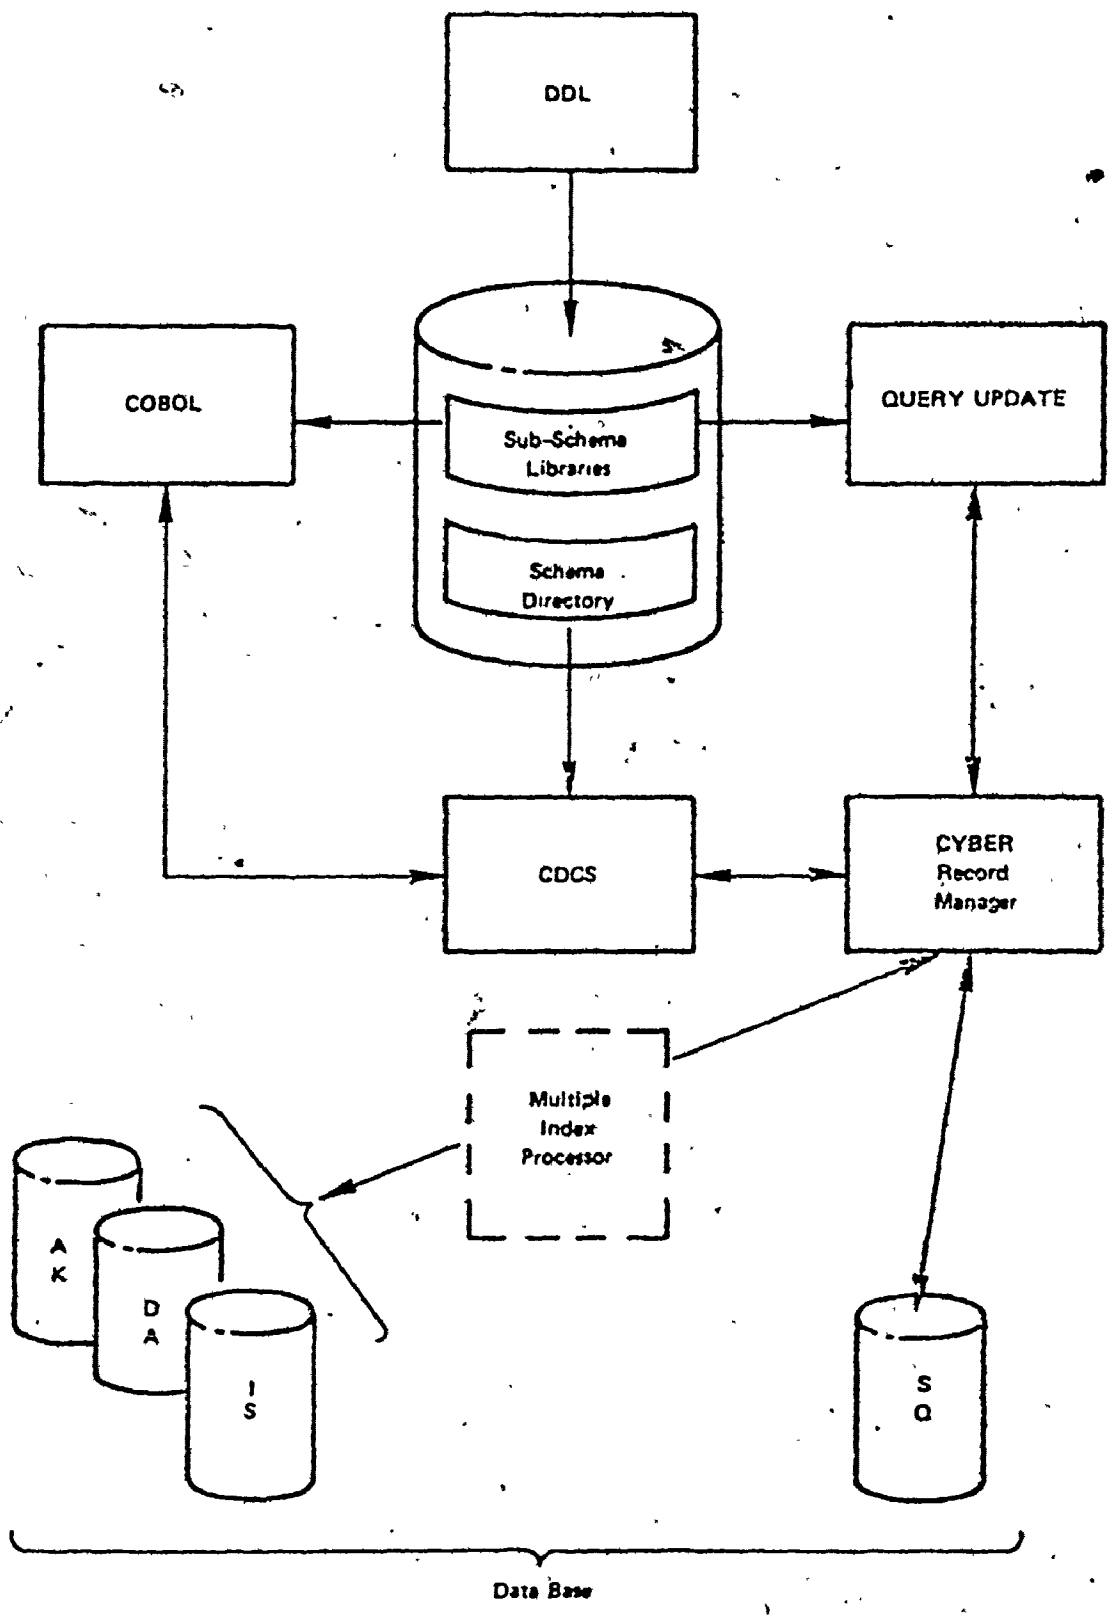 DDL
COBOL
Sub-Schema
Libraries
QUERY UPDATE
Schema
Directory
CDCS
CYBER
Record
Manager
Multiple
Index
Processor
A
K
D
A
I
S
S
Q
Data Base